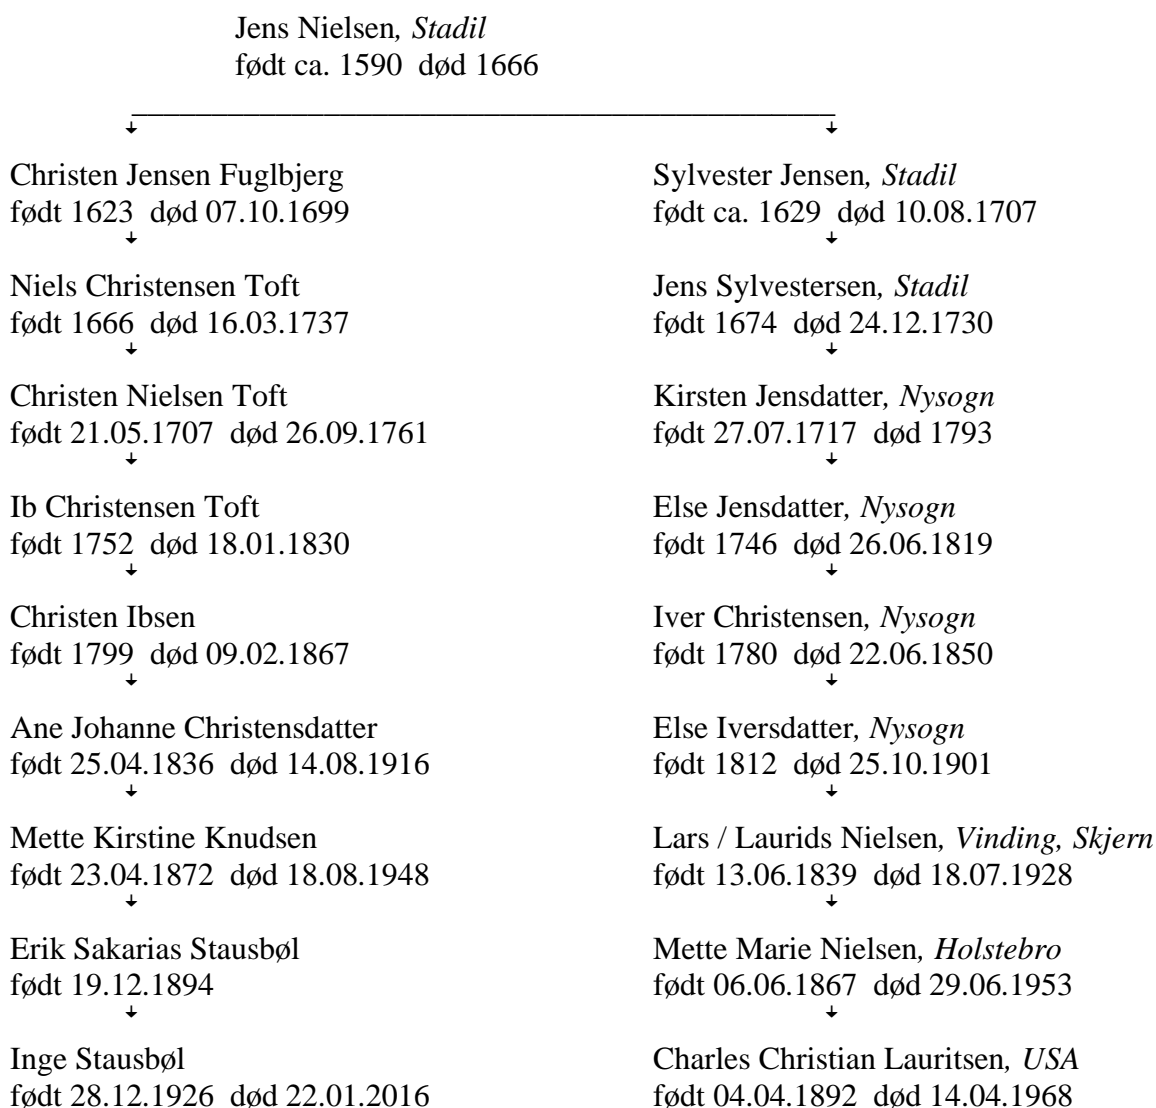 Jens Nielsen, Stadil
født ca. 1590 død 1666
Christen Jensen Fuglbjerg
født 1623 død 07.10.1699
Sylvester Jensen, Stadil
født ca. 1629 død 10.08.1707
Niels Christensen Toft
født 1666 død 16.03.1737
Jens Sylvestersen, Stadil
født 1674 død 24.12.1730
Christen Nielsen Toft
født 21.05.1707 død 26.09.1761
Kirsten Jensdatter, Nysogn
født 27.07.1717 død 1793
Ib Christensen Toft
født 1752 død 18.01.1830
Else Jensdatter, Nysogn
født 1746 død 26.06.1819
Christen Ibsen
født 1799 død 09.02.1867
Iver Christensen, Nysogn
født 1780 død 22.06.1850
Ane Johanne Christensdatter
født 25.04.1836 død 14.08.1916
Else Iversdatter, Nysogn
født 1812 død 25.10.1901
Mette Kirstine Knudsen
født 23.04.1872 død 18.08.1948
Lars / Laurids Nielsen, Vinding, Skjern
født 13.06.1839 død 18.07.1928
Erik Sakarias Stausbøl
født 19.12.1894
Mette Marie Nielsen, Holstebro
født 06.06.1867 død 29.06.1953
Inge Stausbøl
født 28.12.1926 død 22.01.2016
Charles Christian Lauritsen, USA
født 04.04.1892 død 14.04.1968